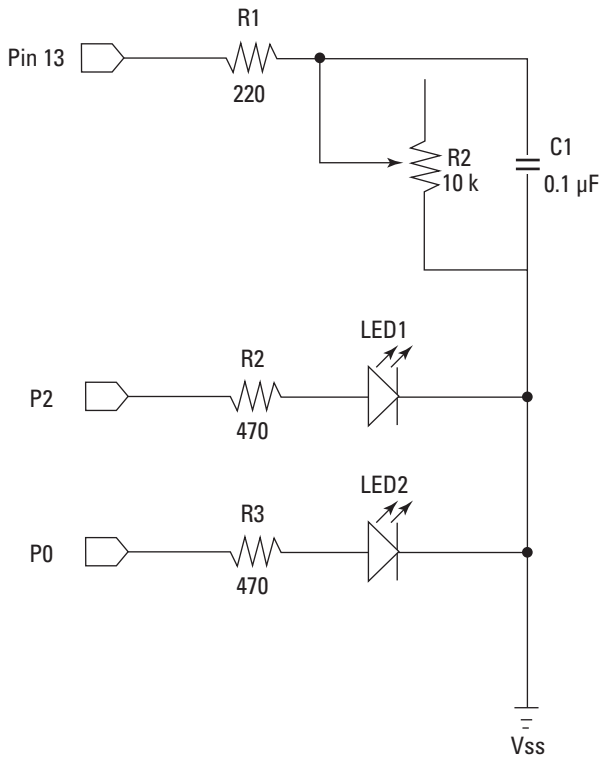 R1
Pin 13
220
R2
10 k
C1
0.1 µF
LED1
R2
P2
470
LED2
R3
P0
470
Vss